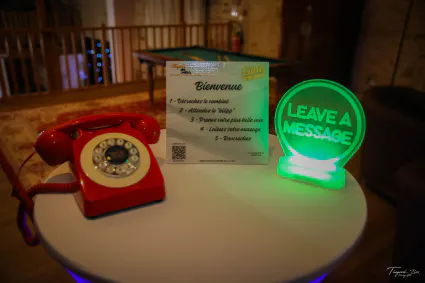 Bienvenue
1 - Décrochez le combiné
2 - Attendez le "biiip"
3 - Prenez votre plus belle voix
4 - Laissez votre message
5 - Raccrochez
LEAVE A
MESSAGE